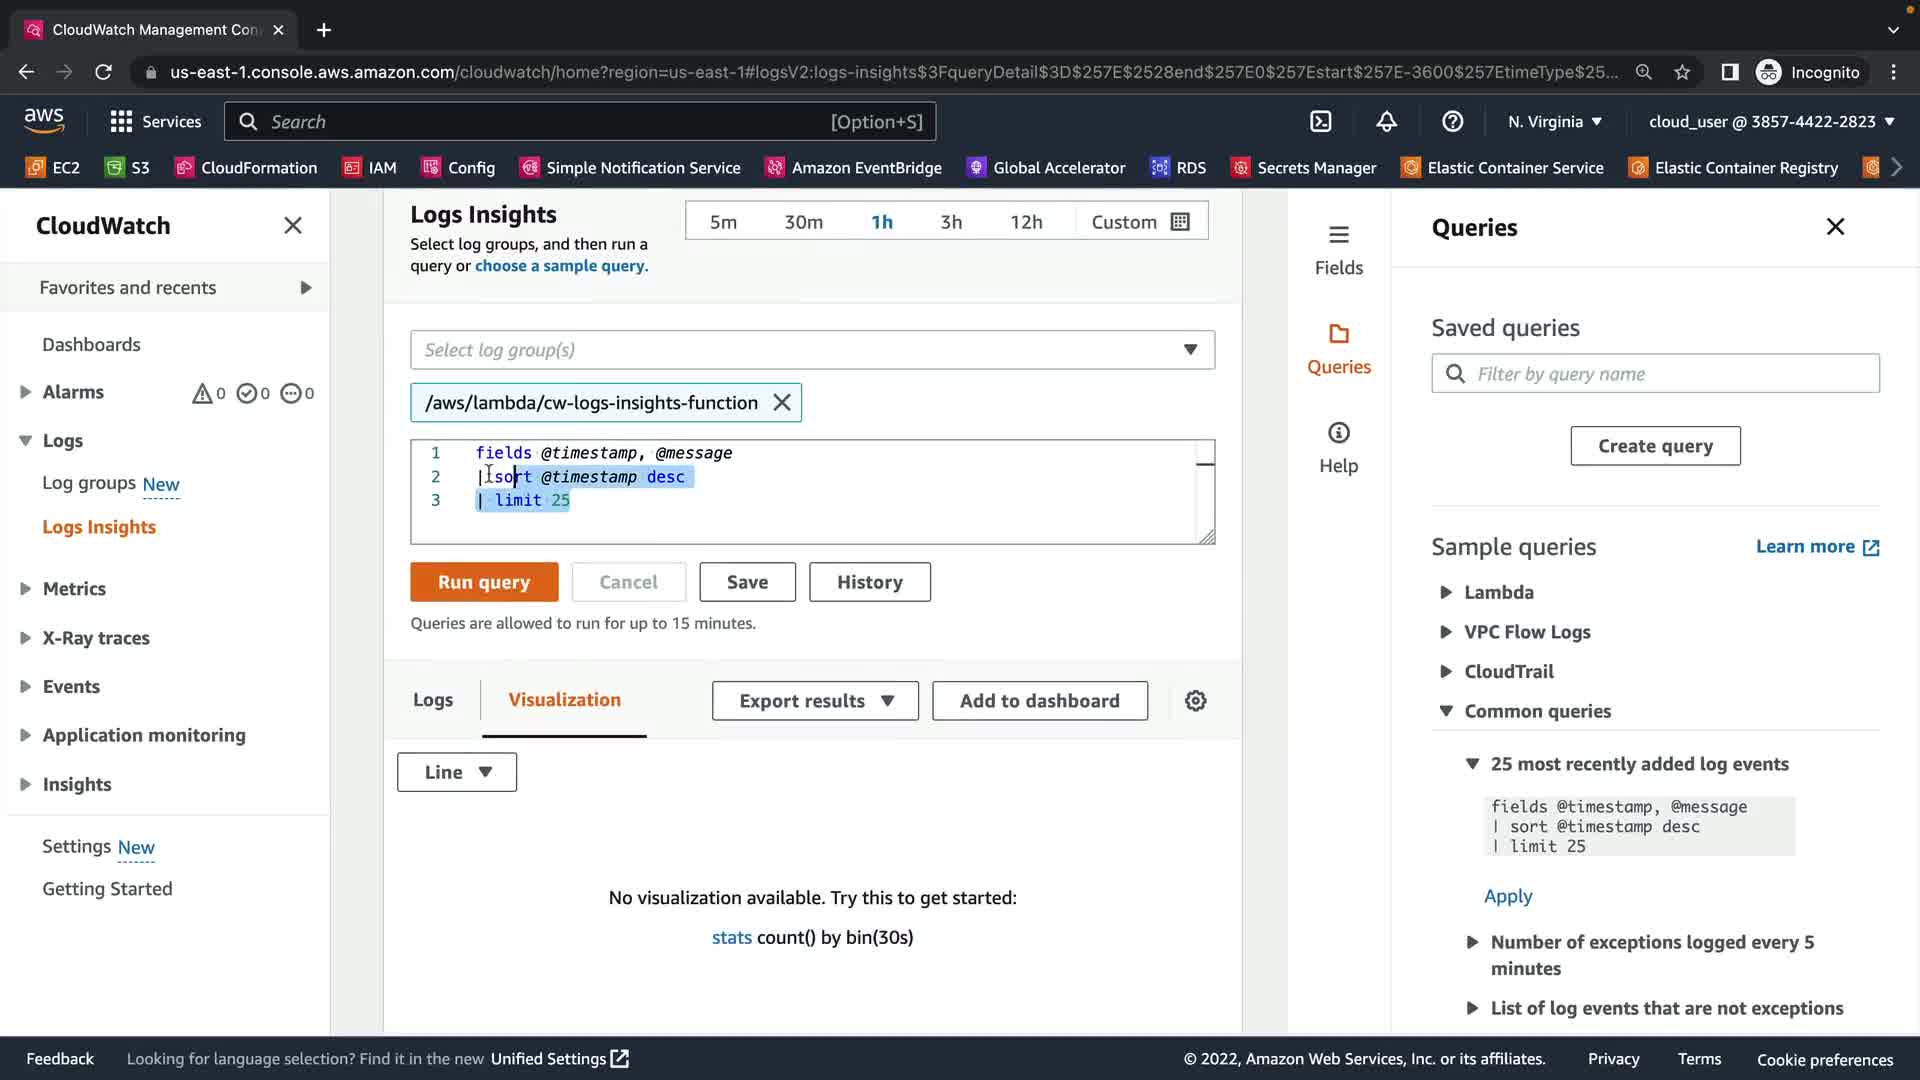 CloudWatch Management Con
us-east-1.console.aws.amazon.com/cloudwatch/home?region=us-east-1#logsV2:logs-insights$3FqueryDetail$3D$257E$2528end$257E0$257Estart$257E-3600$257EtimeType$25...
Incognito
aws
Services
Search
[Option+S]
N. Virginia
cloud_user @ 3857-4422-2823
EC2
S3
CloudFormation
IAM
Config
Simple Notification Service
Amazon EventBridge
Global Accelerator
RDS
Secrets Manager
Elastic Container Service
Elastic Container Registry
CloudWatch
Favorites and recents
Dashboards
Alarms
0
0
0
Logs
Log groups New
Logs Insights
Metrics
X-Ray traces
Events
Application monitoring
Insights
Settings New
Getting Started
Logs Insights
Select log groups, and then run a
query or choose a sample query.
5m
30m
1h
3h
12h
Custom
Select log group(s)
/aws/lambda/cw-logs-insights-function
1 fields @timestamp, @message
2 | sort @timestamp desc
3 | limit 25
Run query
Cancel
Save
History
Queries are allowed to run for up to 15 minutes.
Logs
Visualization
Export results
Add to dashboard
Line
No visualization available. Try this to get started:
stats count() by bin(30s)
Fields
Queries
Help
Queries
Saved queries
Filter by query name
Create query
Sample queries
Learn more
Lambda
VPC Flow Logs
CloudTrail
Common queries
25 most recently added log events
fields @timestamp, @message
| sort @timestamp desc
| limit 25
Apply
Number of exceptions logged every 5
minutes
List of log events that are not exceptions
Feedback
Looking for language selection? Find it in the new Unified Settings
© 2022, Amazon Web Services, Inc. or its affiliates.
Privacy
Terms
Cookie preferences